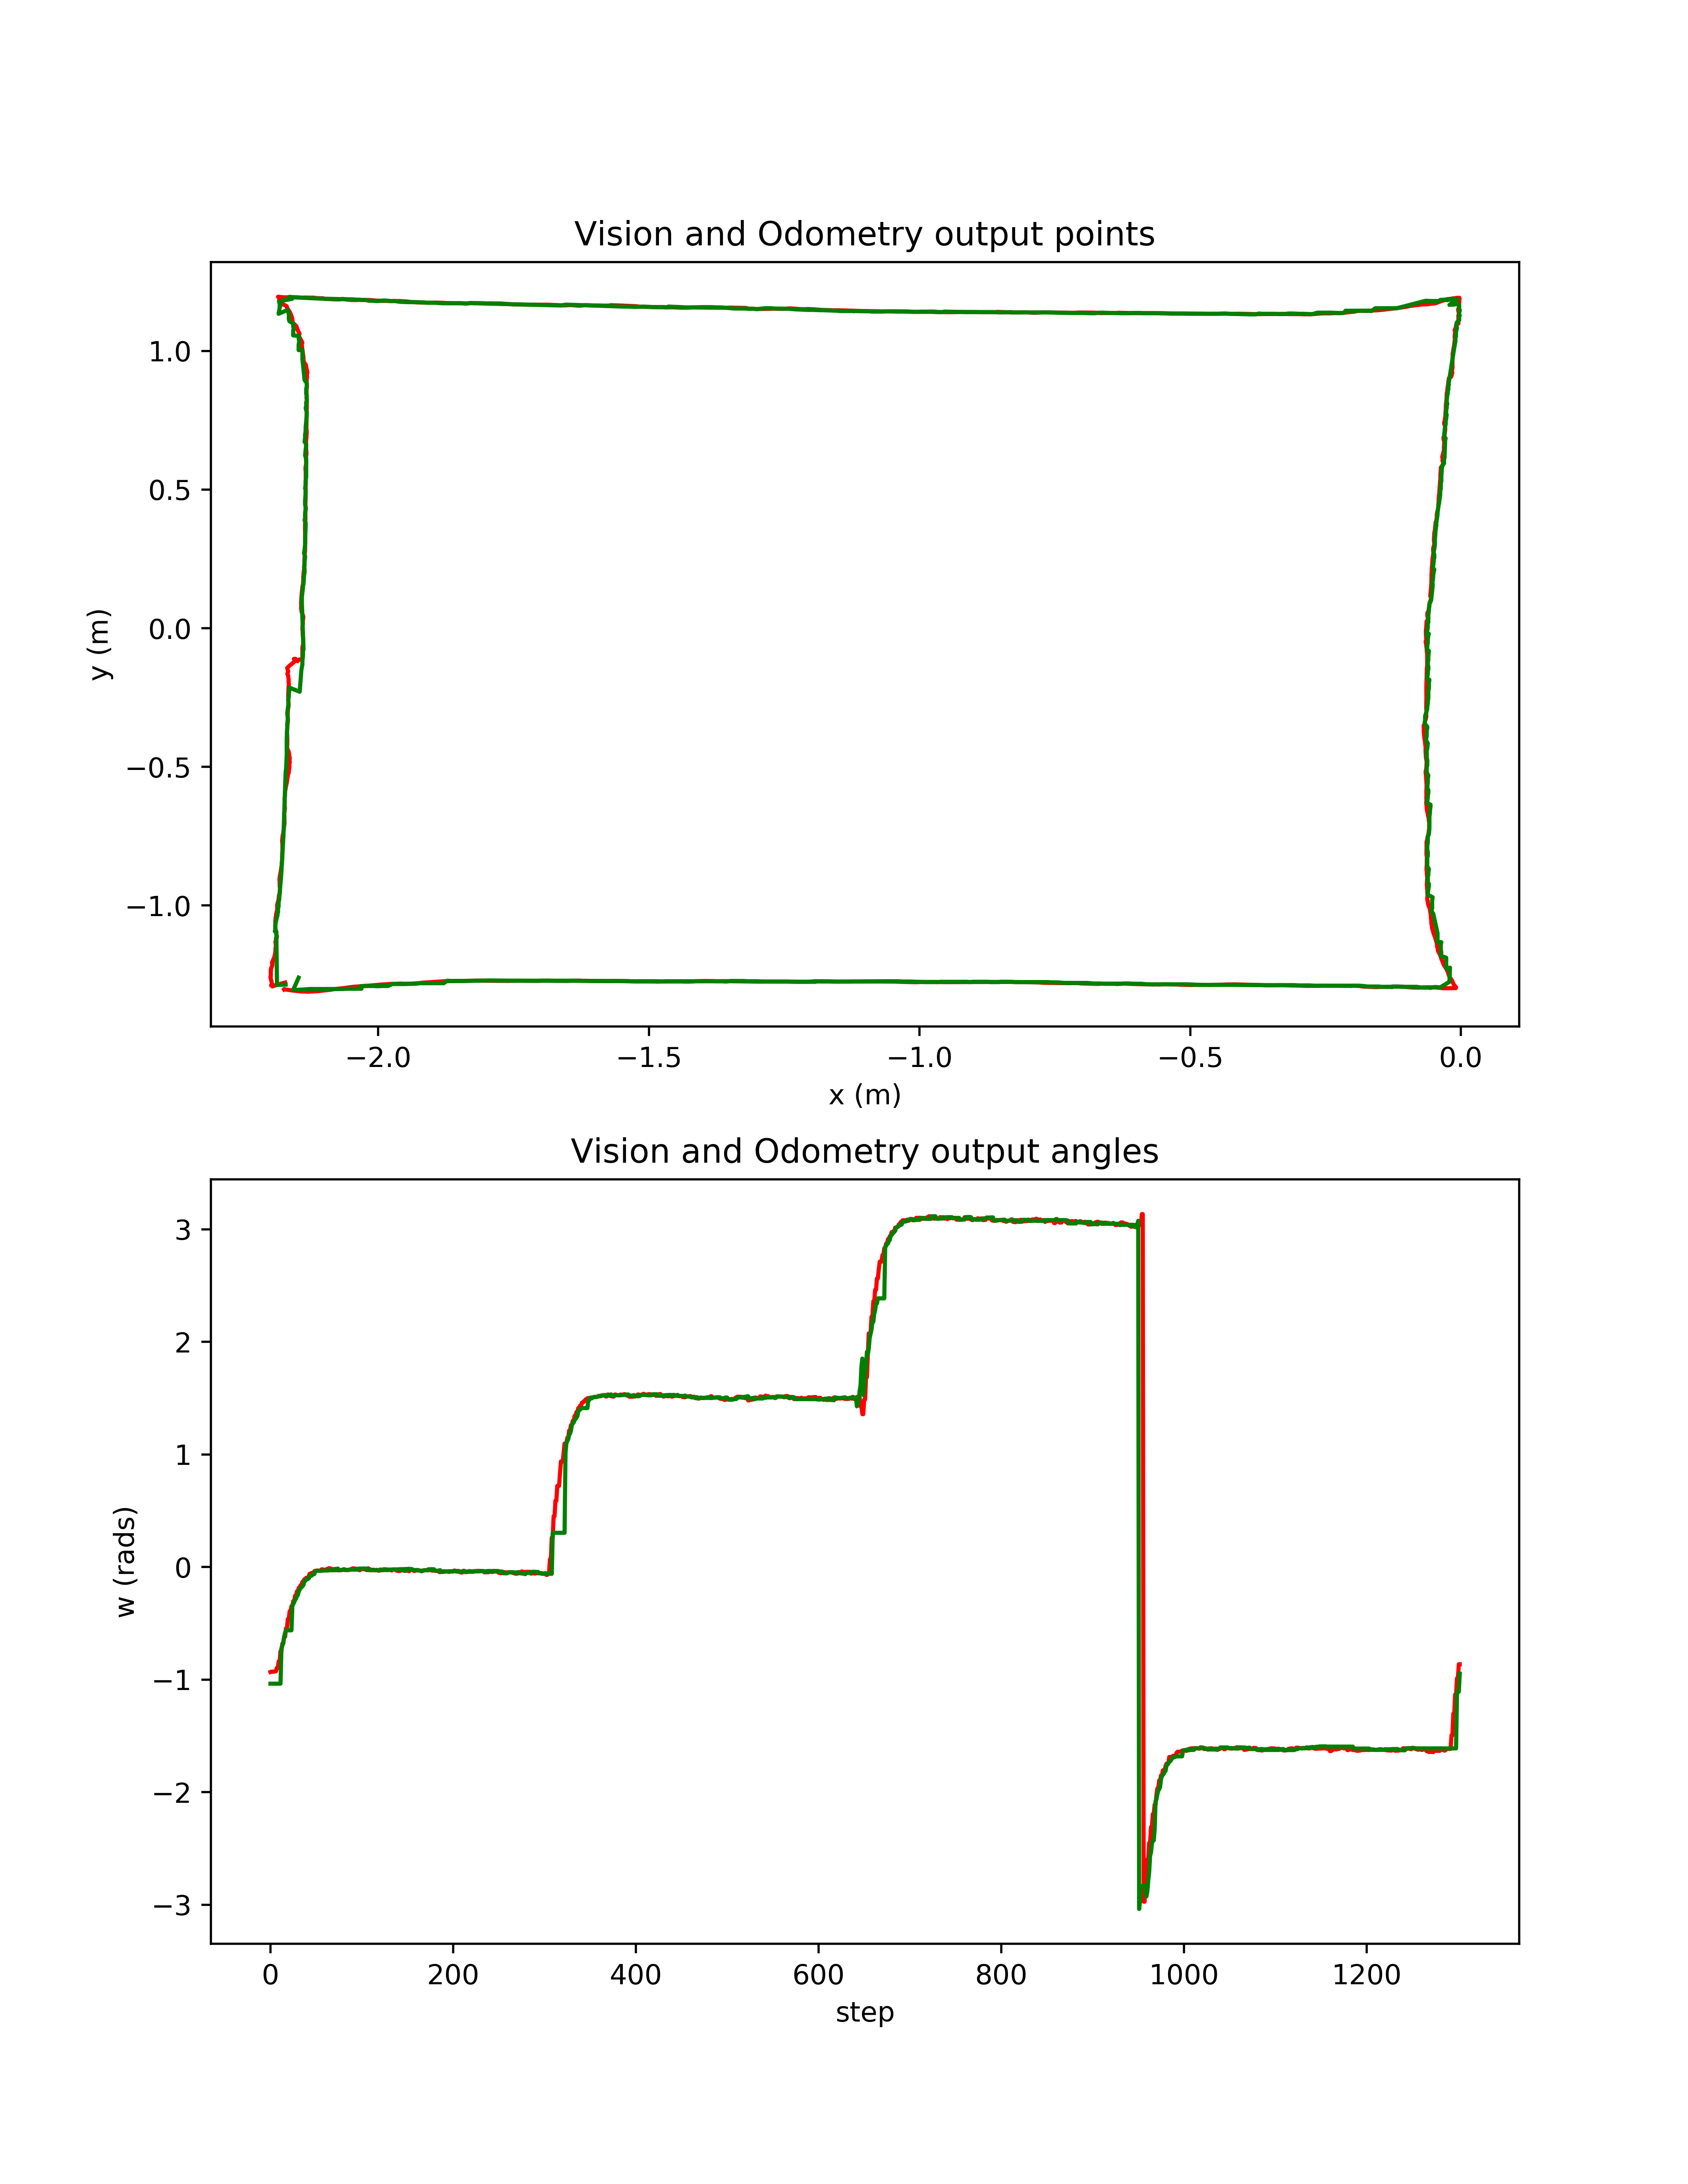 Vision and Odometry output points
1.0
0.5
0.0
−0.5
−1.0
y (m)
−2.0 −1.5 −1.0 −0.5 0.0
x (m)
Vision and Odometry output angles
3
2
1
0
−1
−2
−3
w (rads)
0 200 400 600 800 1000 1200
step